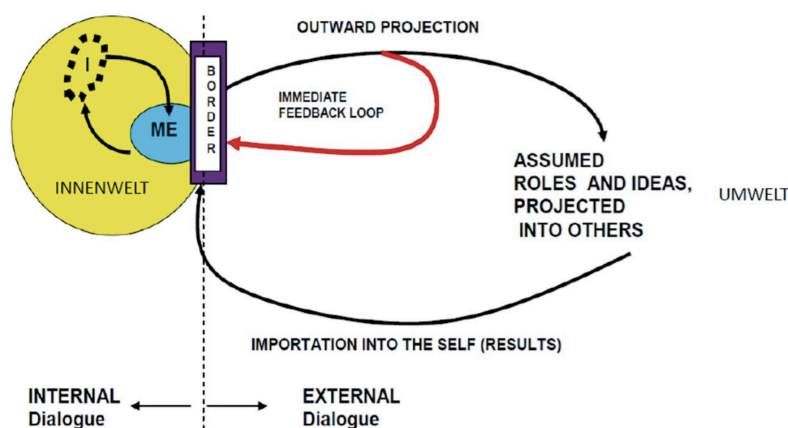 OUTWARD PROJECTION
I
BORDER
IMMEDIATE
FEEDBACK LOOP
ME
INNENWELT
ASSUMED
ROLES AND IDEAS,
PROJECTED
INTO OTHERS
UMWELT
IMPORTATION INTO THE SELF (RESULTS)
INTERNAL
Dialogue
EXTERNAL
Dialogue